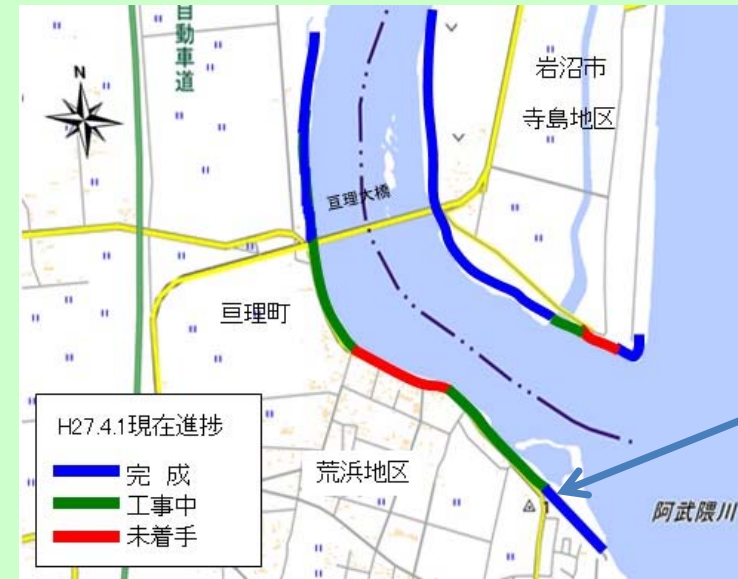 自動車道
N
岩沼市
寺島地区
亘理大橋
亘理町
H27.4.1現在進捗
完 成
工事中
未着手
荒浜地区
阿武隈川
1